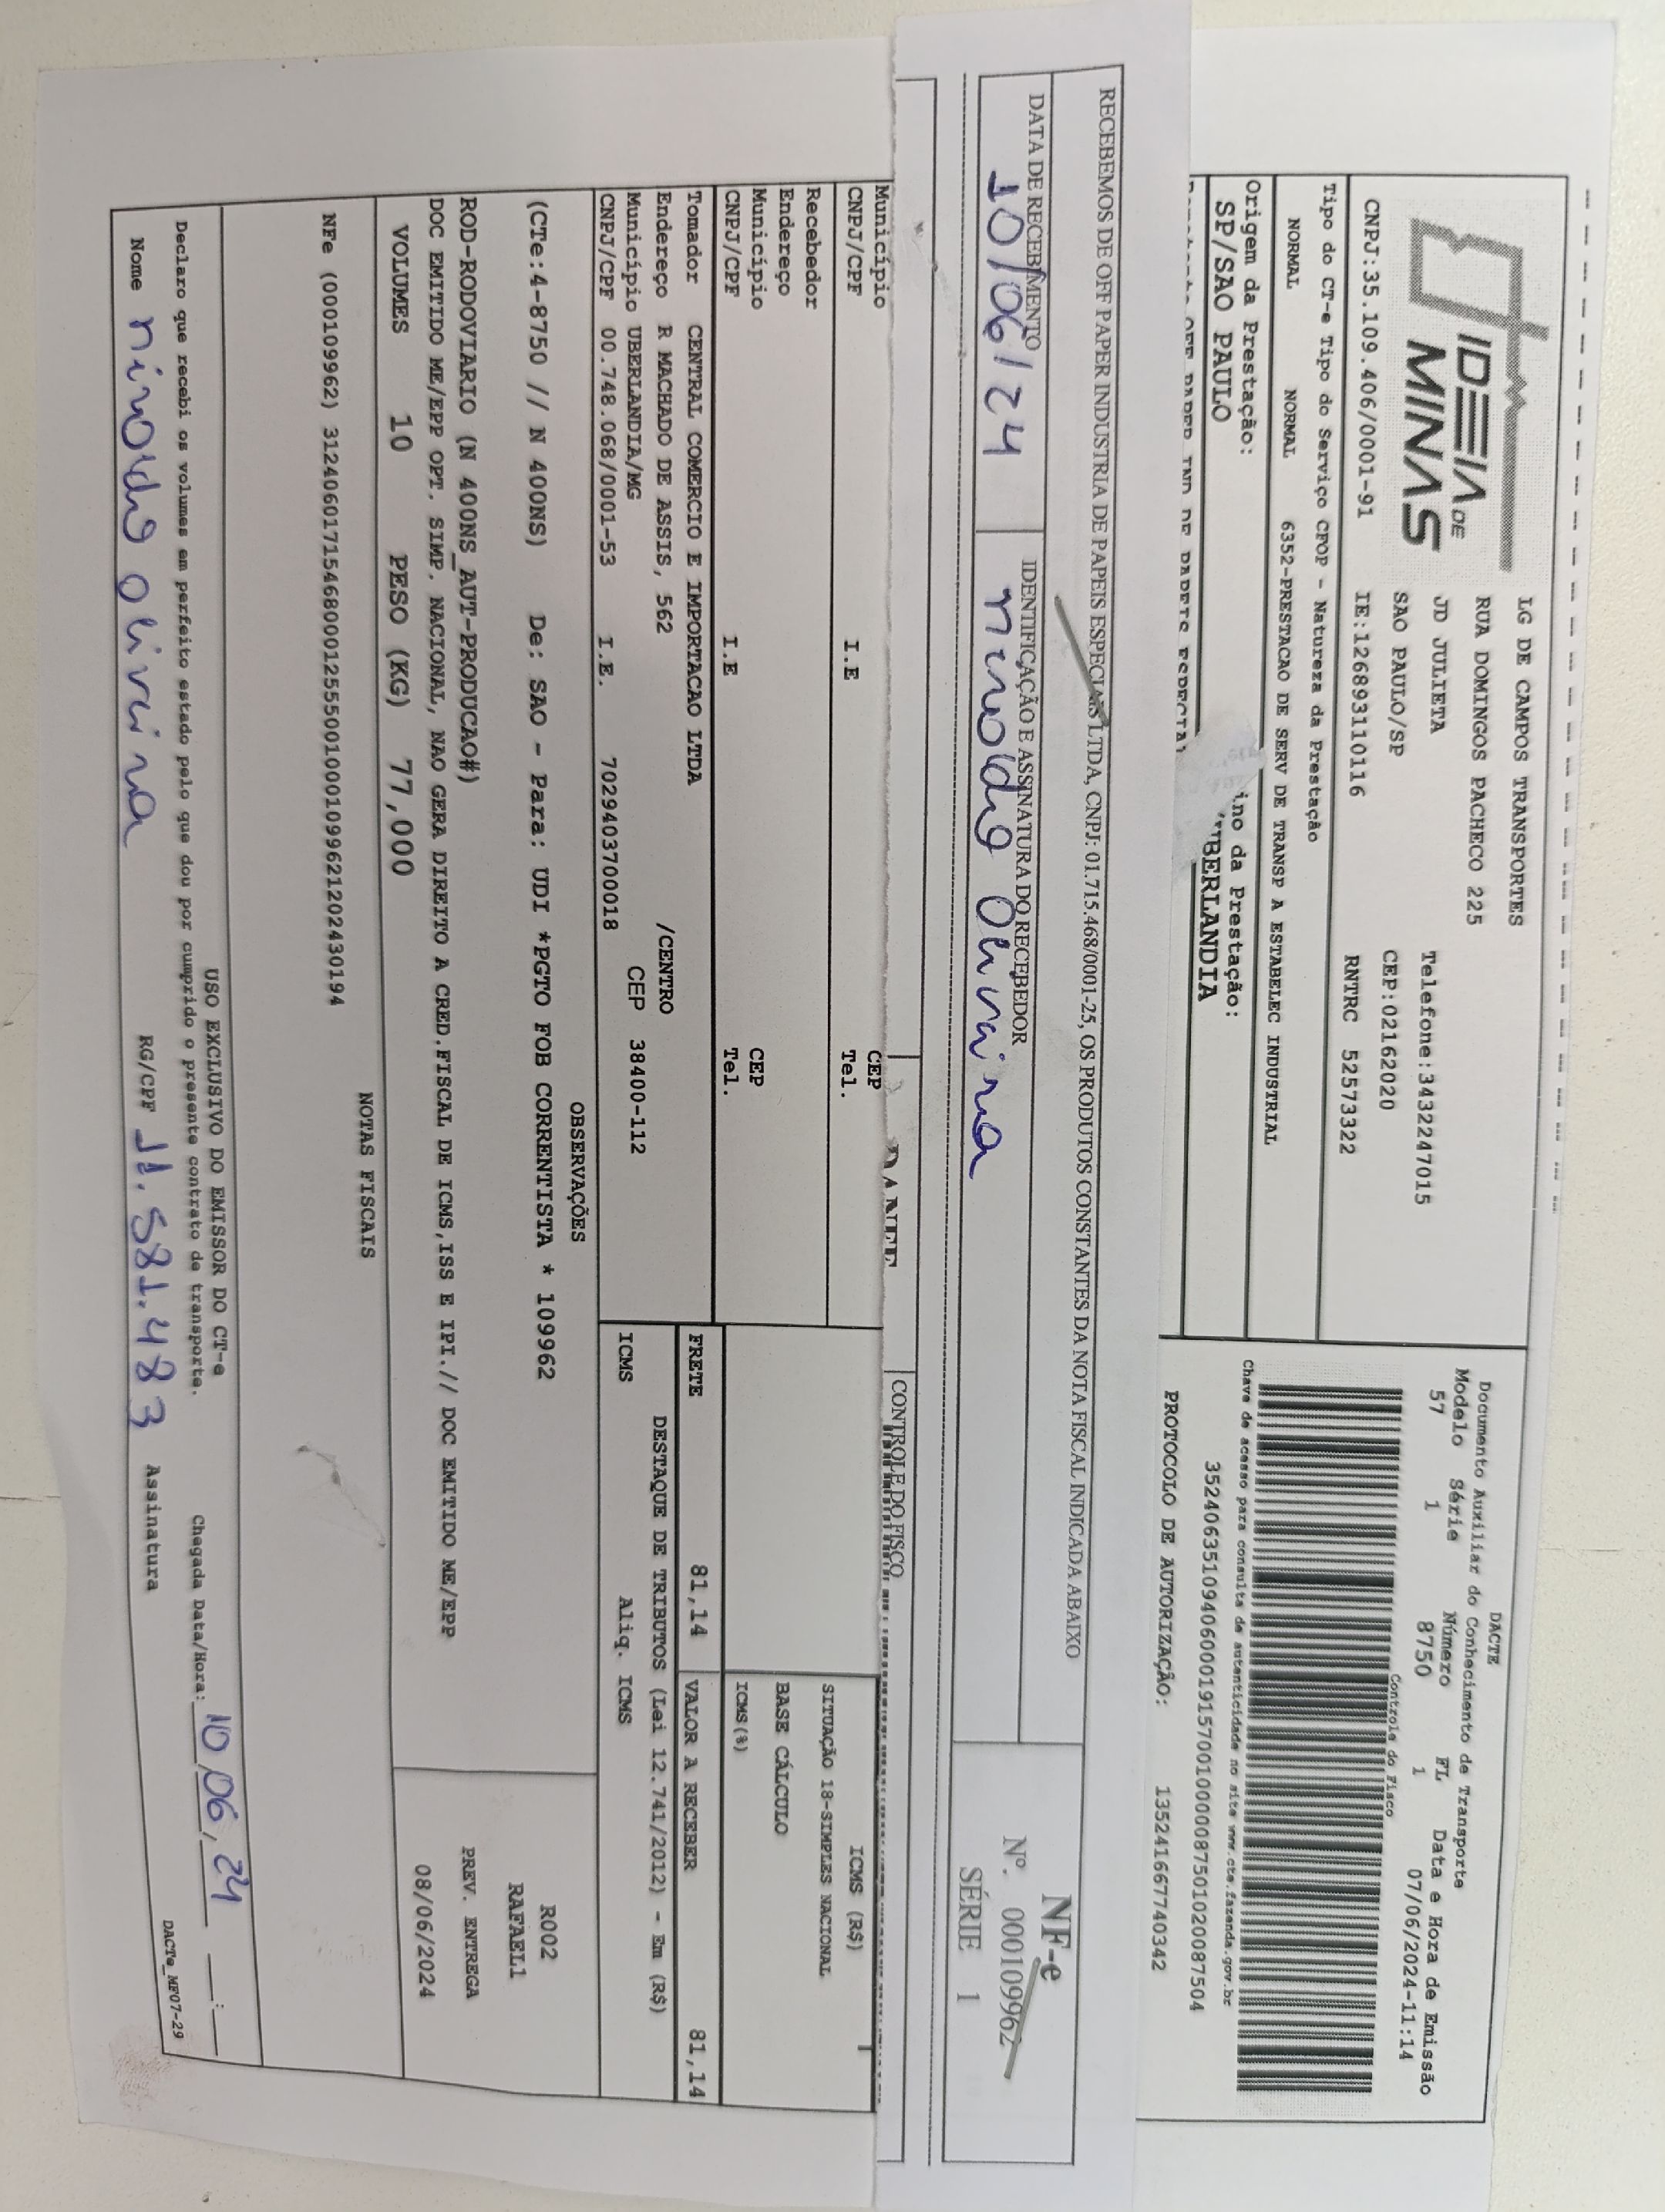 IDEIA DE
MINAS
LG DE CAMPOS TRANSPORTES
RUA DOMINGOS PACHECO 225
JD JULIETA Telefone:3432247015
SAO PAULO/SP CEP:02162020
CNPJ:35.109.406/0001-91 IE:126893110116 RNTRC 52573322
Tipo do CT-e Tipo do Serviço CFOP - Natureza da Prestação
NORMAL NORMAL 6352-PRESTACAO DE SERV DE TRANSP A ESTABELEC INDUSTRIAL
Origem da Prestação: ino da Prestação:
SP/SAO PAULO UBERLANDIA
DACTE
Documento Auxiliar do Conhecimento de Transporte
Modelo Série Número FL Data e Hora de Emissão
57 1 8750 1 07/06/2024-11:14
Controle do Fisco
Chave de acesso para consulta de autenticidade no site www.cte.fazenda.gov.br
35240635109406000191570010000087501020087504
PROTOCOLO DE AUTORIZAÇÃO: 135241667740342
RECEBEMOS DE OFF PAPER INDUSTRIA DE PAPEIS ESPECIAIS LTDA, CNPJ: 01.715.468/0001-25, OS PRODUTOS CONSTANTES DA NOTA FISCAL INDICADA ABAIXO
DATA DE RECEBIMENTO IDENTIFICAÇÃO E ASSINATURA DO RECEBEDOR
10/06/24
NF-e
Nº. 000109962
SÉRIE 1
DANFE
CONTROLE DO FISCO
Município CEP
CNPJ/CPF I.E Tel.
Recebedor
Endereço
Município CEP
CNPJ/CPF I.E Tel.
ICMS (R$)
SITUAÇÃO 18-SIMPLES NACIONAL
BASE CÁLCULO
ICMS(%)
Tomador CENTRAL COMERCIO E IMPORTACAO LTDA
Endereço R MACHADO DE ASSIS, 562 /CENTRO
Município UBERLANDIA/MG CEP 38400-112
CNPJ/CPF 00.748.068/0001-53 I.E. 7029403700018
FRETE 81,14 VALOR A RECEBER 81,14
DESTAQUE DE TRIBUTOS (Lei 12.741/2012) - Em (R$)
ICMS Aliq. ICMS
OBSERVAÇÕES
(CTe:4-8750 // N 400NS) De: SAO - Para: UDI *PGTO FOB CORRENTISTA * 109962
ROD-RODOVIARIO (N 400NS_AUT-PRODUCAO#)
DOC EMITIDO ME/EPP OPT. SIMP. NACIONAL, NAO GERA DIREITO A CRED.FISCAL DE ICMS,ISS E IPI.// DOC EMITIDO ME/EPP
R002
RAFAEL1
PREV. ENTREGA
08/06/2024
VOLUMES 10 PESO (KG) 77,000
NOTAS FISCAIS
NFe (000109962) 31240601715468000125550010001099621202430194
USO EXCLUSIVO DO EMISSOR DO CT-e
Declaro que recebi os volumes em perfeito estado pelo que dou por cumprido o presente contrato de transporte. Chegada Data/Hora: 10/06/24 __:__
Nome RG/CPF 11.581.483 Assinatura
DACTe_MF07-29